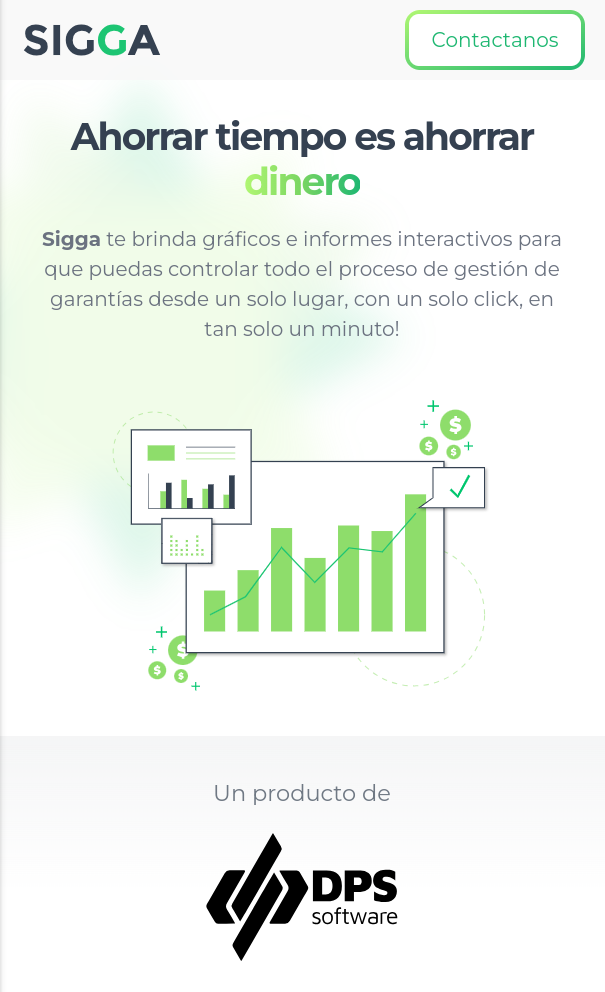 SIGGA
Contactanos
Ahorrar tiempo es ahorrar
dinero
Sigga te brinda gráficos e informes interactivos para
que puedas controlar todo el proceso de gestión de
garantías desde un solo lugar, con un solo click, en
tan solo un minuto!
$
$
$
$
$
$
Un producto de
DPS
software